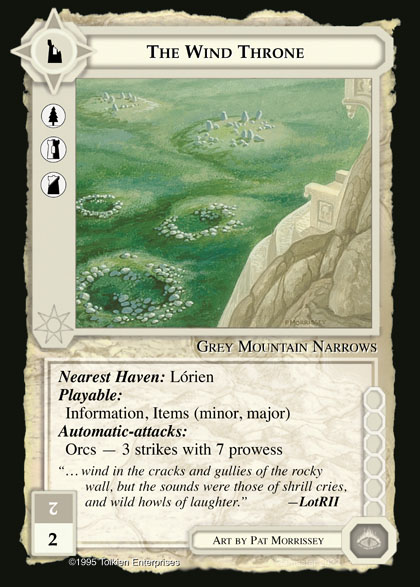 The Wind Throne
P. MORRISSEY
Grey Mountain Narrows
Nearest Haven: Lórien
Playable:
Information, Items (minor, major)
Automatic-attacks:
Orcs — 3 strikes with 7 prowess
“… wind in the cracks and gullies of the rocky
wall, but the sounds were those of shrill cries,
and wild howls of laughter.” —LotRII
2
2
Art by Pat Morrissey
©1995 Tolkien Enterprises